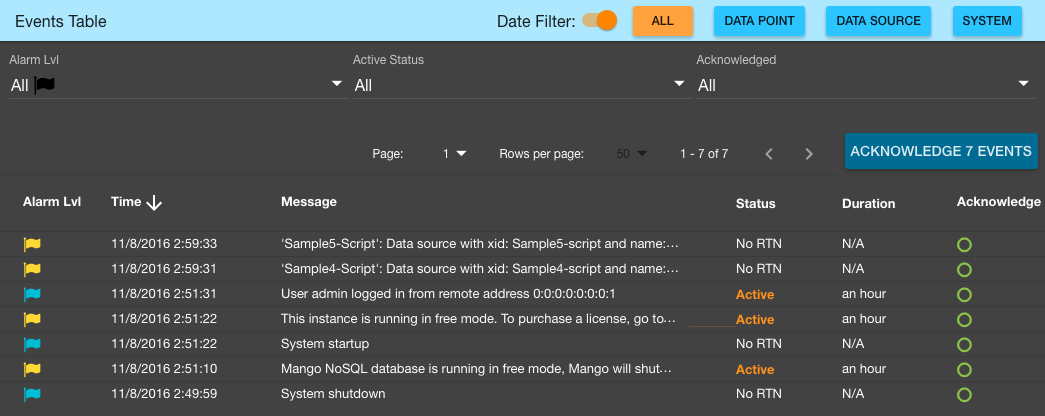 Events Table Date Filter: ALL DATA POINT DATA SOURCE SYSTEM
Alarm Lvl Active Status Acknowledged
All All All
Page: 1 Rows per page: 50 1 - 7 of 7 ACKNOWLEDGE 7 EVENTS
Alarm Lvl Time Message Status Duration Acknowledge
11/8/2016 2:59:33 'Sample5-Script': Data source with xid: Sample5-script and name:... No RTN N/A
11/8/2016 2:59:31 'Sample4-Script': Data source with xid: Sample4-script and name:... No RTN N/A
11/8/2016 2:51:31 User admin logged in from remote address 0:0:0:0:0:0:0:1 Active an hour
11/8/2016 2:51:22 This instance is running in free mode. To purchase a license, go to... Active an hour
11/8/2016 2:51:22 System startup No RTN N/A
11/8/2016 2:51:10 Mango NoSQL database is running in free mode, Mango will shut... Active an hour
11/8/2016 2:49:59 System shutdown No RTN N/A